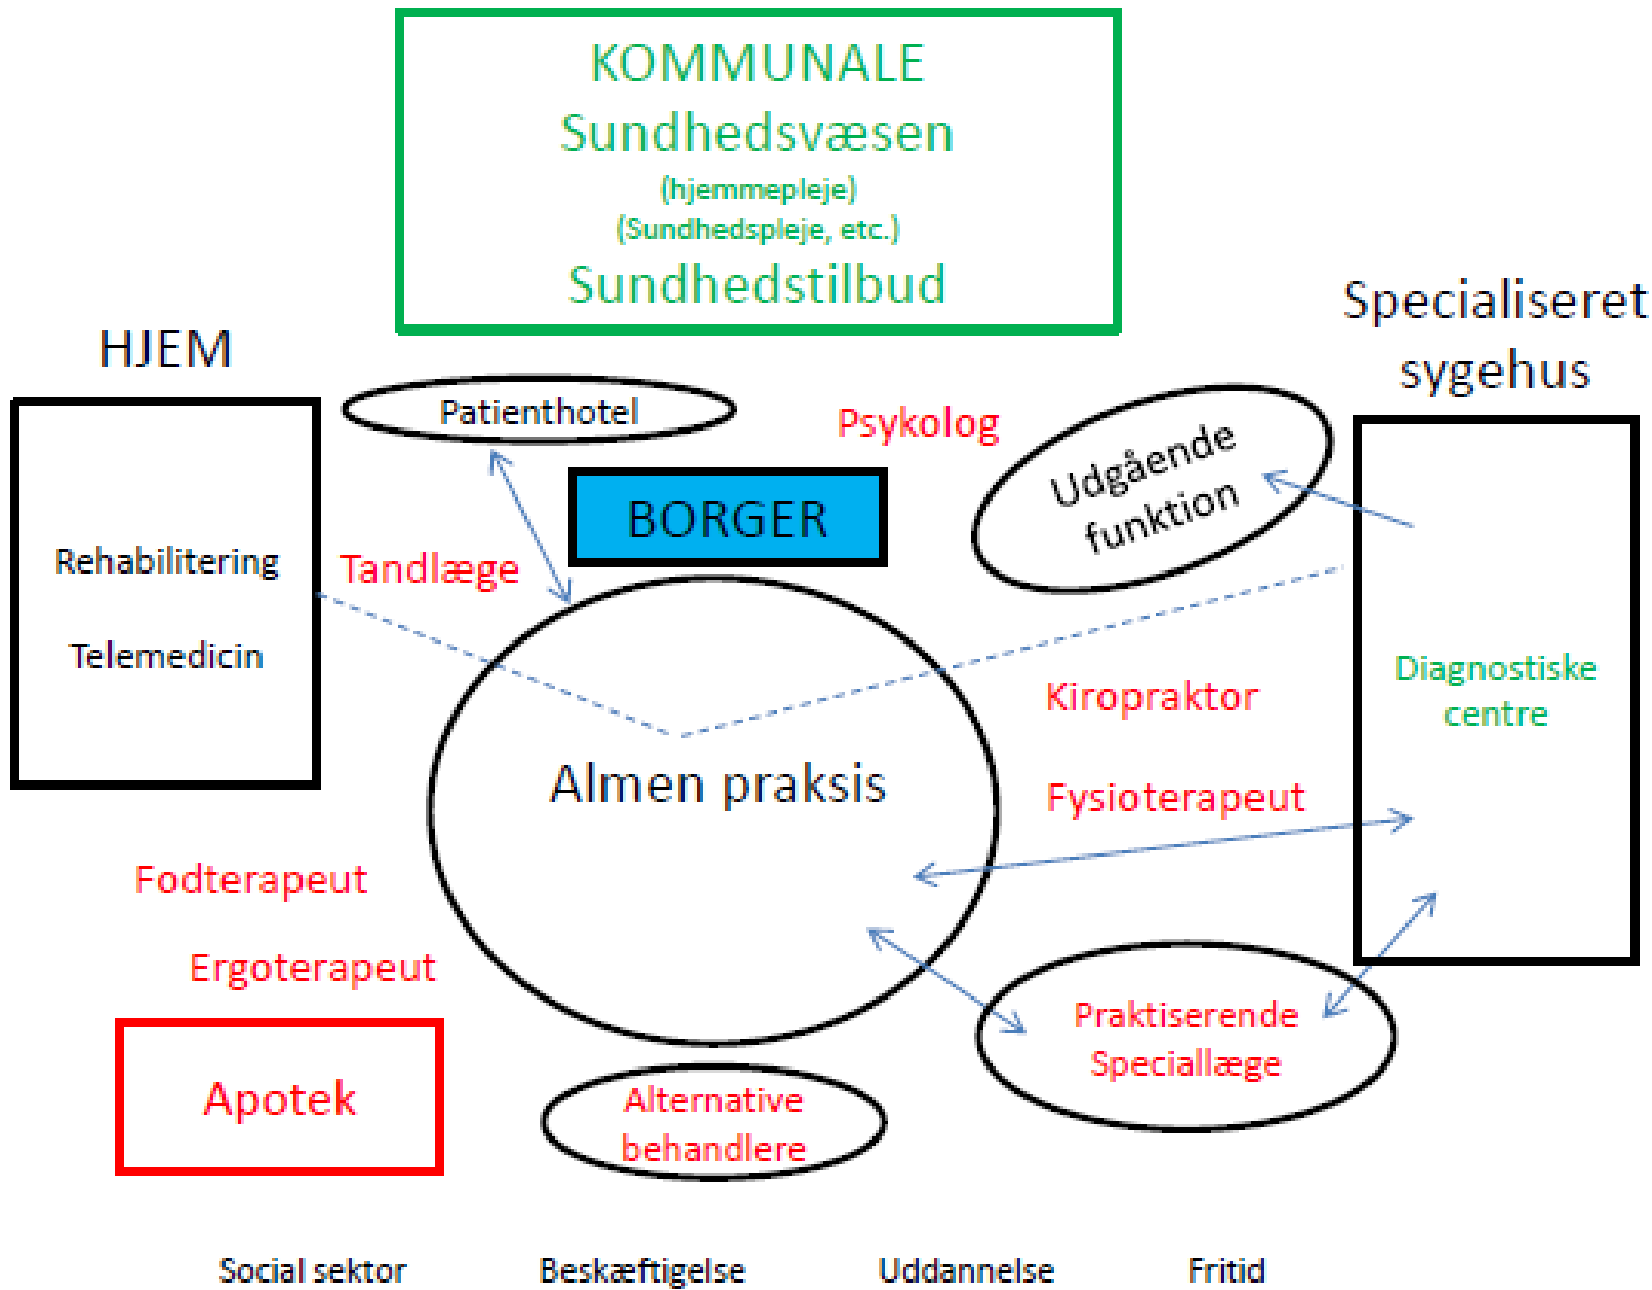 KOMMUNALE
Sundhedsvæsen
(hjemmepleje)
(Sundhedspleje, etc.)
Sundhedstilbud
Specialiseret
sygehus
HJEM
Patienthotel
Psykolog
Udgående
funktion
BORGER
Rehabilitering
Tandlæge
Telemedicin
Diagnostiske
centre
Kiropraktor
Almen praksis
Fysioterapeut
Fodterapeut
Ergoterapeut
Praktiserende
Speciallæge
Apotek
Alternative
behandlere
Social sektor
Beskæftigelse
Uddannelse
Fritid